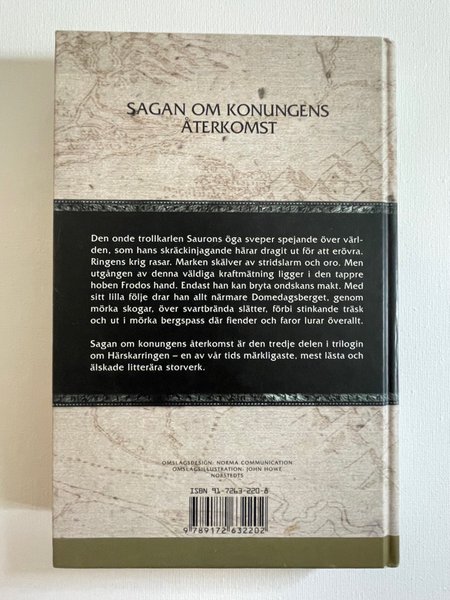 SAGAN OM KONUNGENS
ÅTERKOMST
Den onde trollkarlen Saurons öga sveper spejande över värl-
den, som hans skräckinjagande härar dragit ut för att erövra.
Ringens krig rasar. Marken skälver av stridslarm och oro. Men
utgången av denna väldiga kraftmätning ligger i den tappre
hoben Frodos hand. Endast han kan bryta ondskans makt. Med
sitt lilla följe drar han allt närmare Domedagsberget, genom
mörka skogar, över svartbrända slätter, förbi stinkande träsk
och ut i mörka bergspass där fiender och faror lurar överallt.
Sagan om konungens återkomst är den tredje delen i trilogin
om Härskarringen – en av vår tids märkligaste, mest lästa och
älskade litterära storverk.
OMSLAGSDESIGN: NORMA COMMUNICATION
OMSLAGSILLUSTRATION: JOHN HOWE
NORSTEDTS
ISBN 91-7263-220-8
9 789172 632202